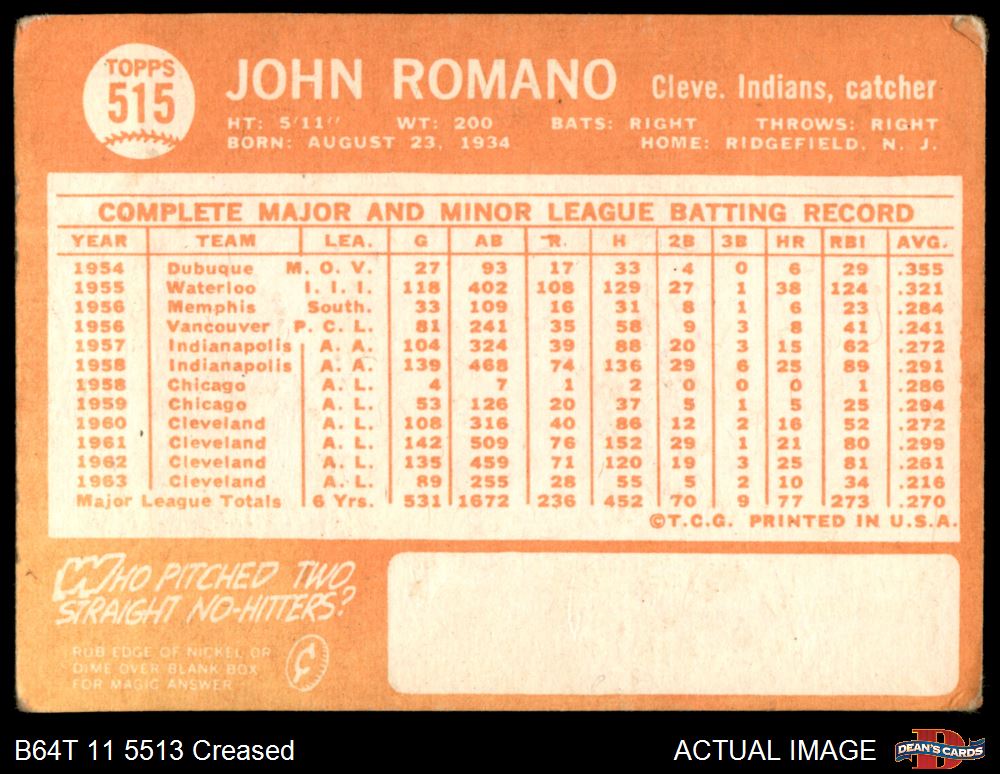 TOPPS
515
JOHN ROMANO Cleve. Indians, catcher
HT: 5'11" WT: 200 BATS: RIGHT THROWS: RIGHT
BORN: AUGUST 23, 1934 HOME: RIDGEFIELD, N. J.
COMPLETE MAJOR AND MINOR LEAGUE BATTING RECORD
YEAR TEAM LEA. G AB R. H 2B 3B HR RBI AVG.
1954 Dubuque M. O. V. 27 93 17 33 4 0 6 29 .355
1955 Waterloo I. I. I. 118 402 108 129 27 1 38 124 .321
1956 Memphis South. 33 109 16 31 8 1 6 23 .284
1956 Vancouver P. C. L. 81 241 35 58 9 3 8 41 .241
1957 Indianapolis A. A. 104 324 39 88 20 3 15 62 .272
1958 Indianapolis A. A. 139 468 74 136 29 6 25 89 .291
1958 Chicago A. L. 4 7 1 2 0 0 0 1 .286
1959 Chicago A. L. 53 126 20 37 5 1 5 25 .294
1960 Cleveland A. L. 108 316 40 86 12 2 16 52 .272
1961 Cleveland A. L. 142 509 76 152 29 1 21 80 .299
1962 Cleveland A. L. 135 459 71 120 19 3 25 81 .261
1963 Cleveland A. L. 89 255 28 55 5 2 10 34 .216
Major League Totals 6 Yrs. 531 1672 236 452 70 9 77 273 .270
©T.C.G. PRINTED IN U.S.A.
WHO PITCHED TWO
STRAIGHT NO-HITTERS?
RUB EDGE OF NICKEL OR
DIME OVER BLANK BOX
FOR MAGIC ANSWER
B64T 11 5513 Creased ACTUAL IMAGE
DEAN'S CARDS